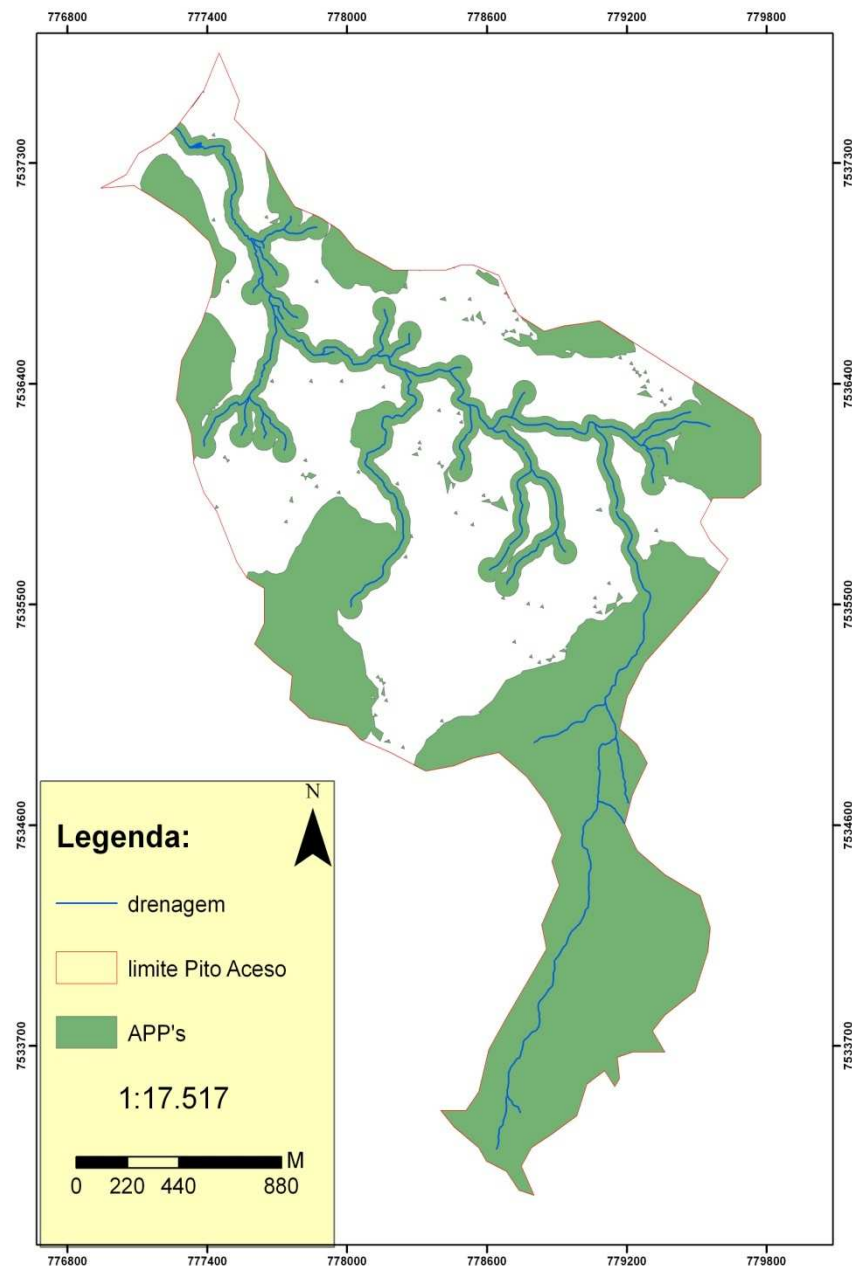 776800 777400 778000 778600 779200 779800
7537300 7537300
7536400 7536400
7535500 7535500
7534600 7534600
7533700 7533700
N
Legenda:
drenagem
limite Pito Aceso
APP's
1:17.517
M
0 220 440 880
776800 777400 778000 778600 779200 779800